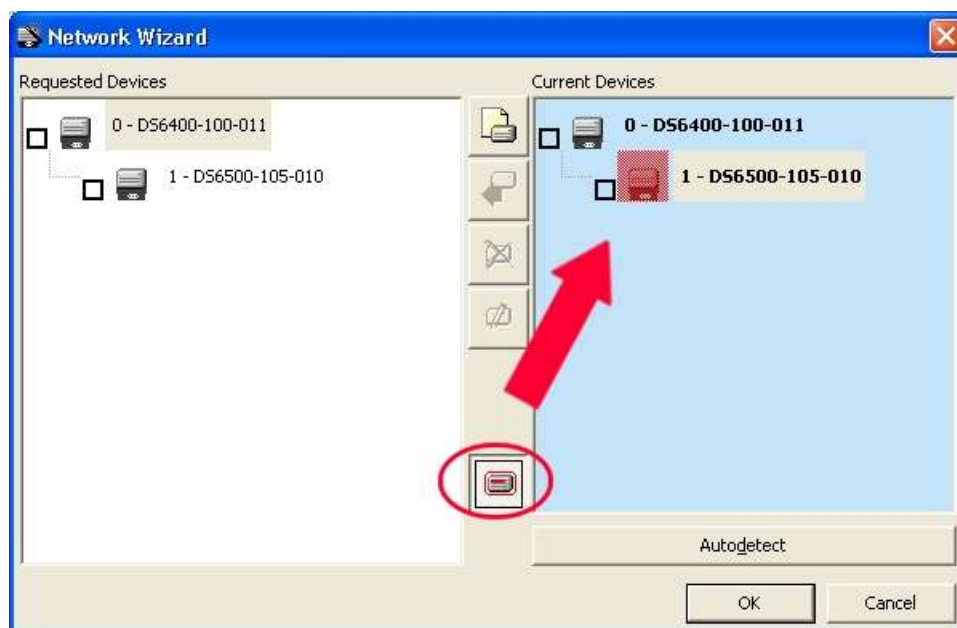 Network Wizard
Requested Devices
Current Devices
0 - DS6400-100-011
1 - DS6500-105-010
0 - DS6400-100-011
1 - DS6500-105-010
Autodetect
OK
Cancel